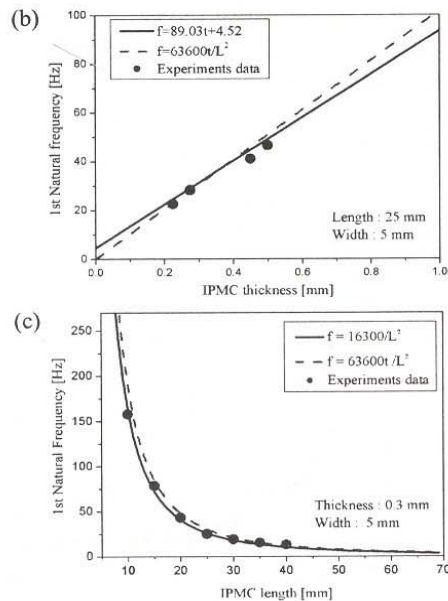 (b)
100
80
60
40
20
0
1st Natural frequency [Hz]
f=89.03t+4.52
f=63600t/L²
Experiments data
Length : 25 mm
Width : 5 mm
0.0 0.2 0.4 0.6 0.8 1.0
IPMC thickness [mm]
(c)
250
200
150
100
50
0
1st Natural Frequency [Hz]
f = 16300/L²
f = 63600t /L²
Experiments data
Thickness : 0.3 mm
Width : 5 mm
10 20 30 40 50 60 70
IPMC length [mm]